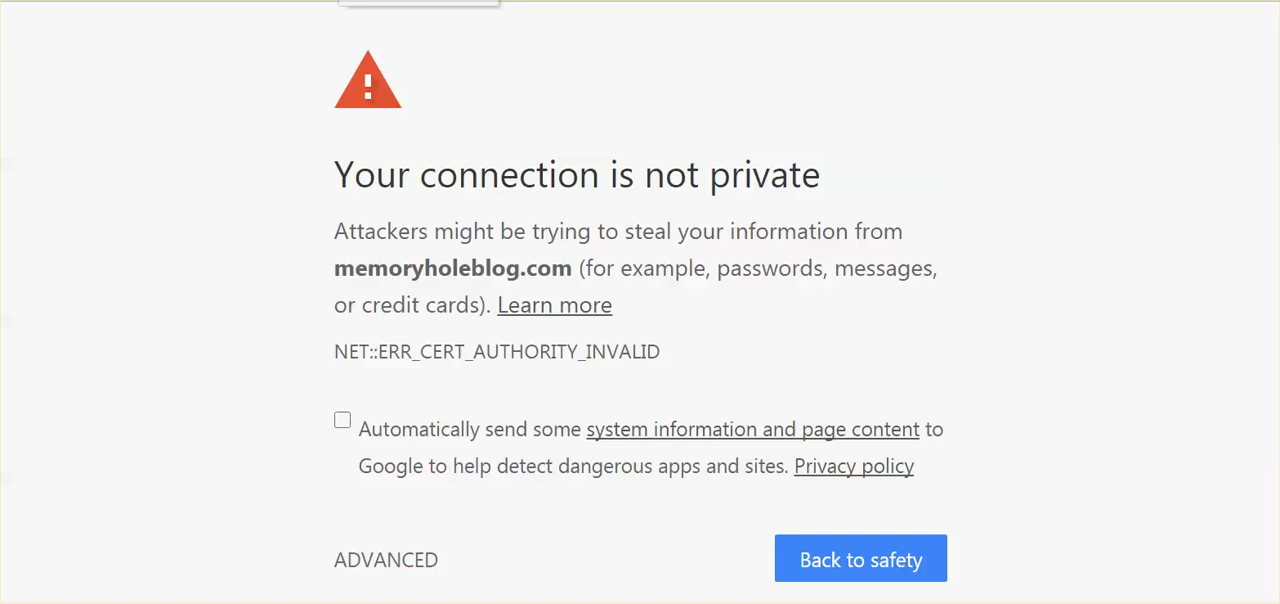 Your connection is not private
Attackers might be trying to steal your information from
memoryholeblog.com (for example, passwords, messages,
or credit cards). Learn more
NET::ERR_CERT_AUTHORITY_INVALID
Automatically send some system information and page content to
Google to help detect dangerous apps and sites. Privacy policy
ADVANCED
Back to safety